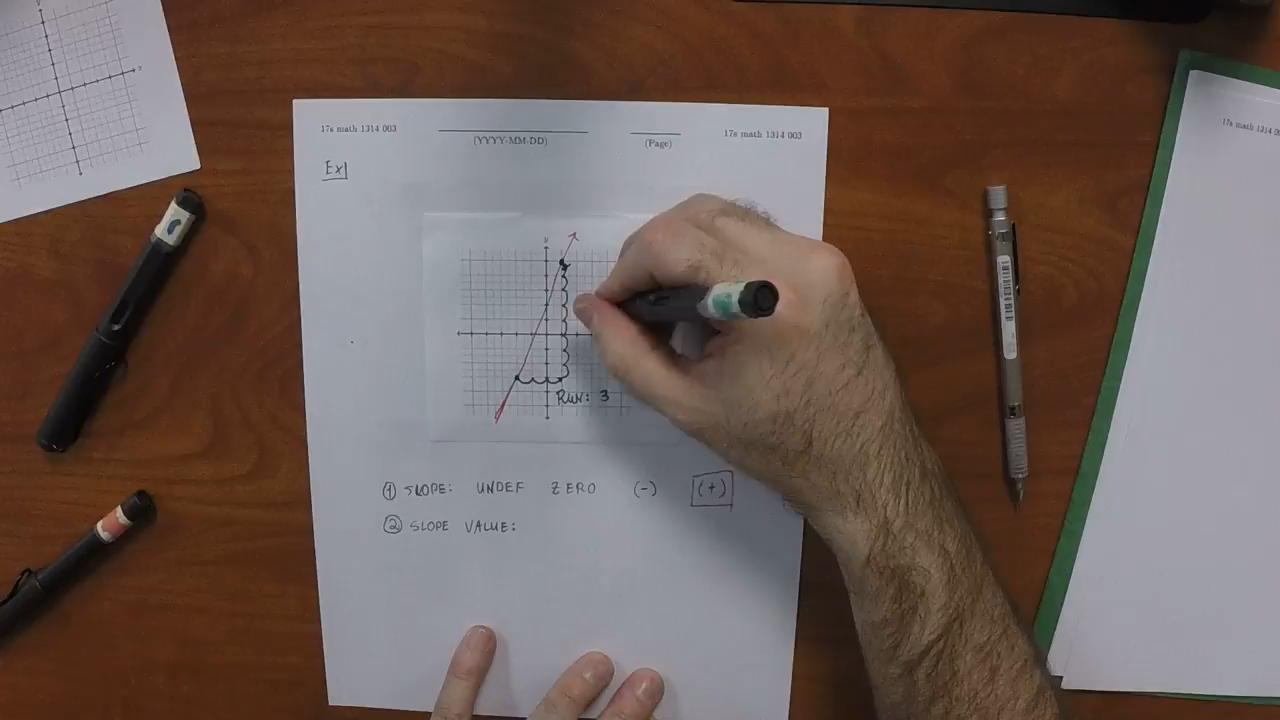 17s math 1314 003
(YYYY-MM-DD)
(Page)
17s math 1314 003
Ex
y
x
y
RUN: 3
① SLOPE: UNDEF ZERO (-) (+)
② SLOPE VALUE:
17s math 1314